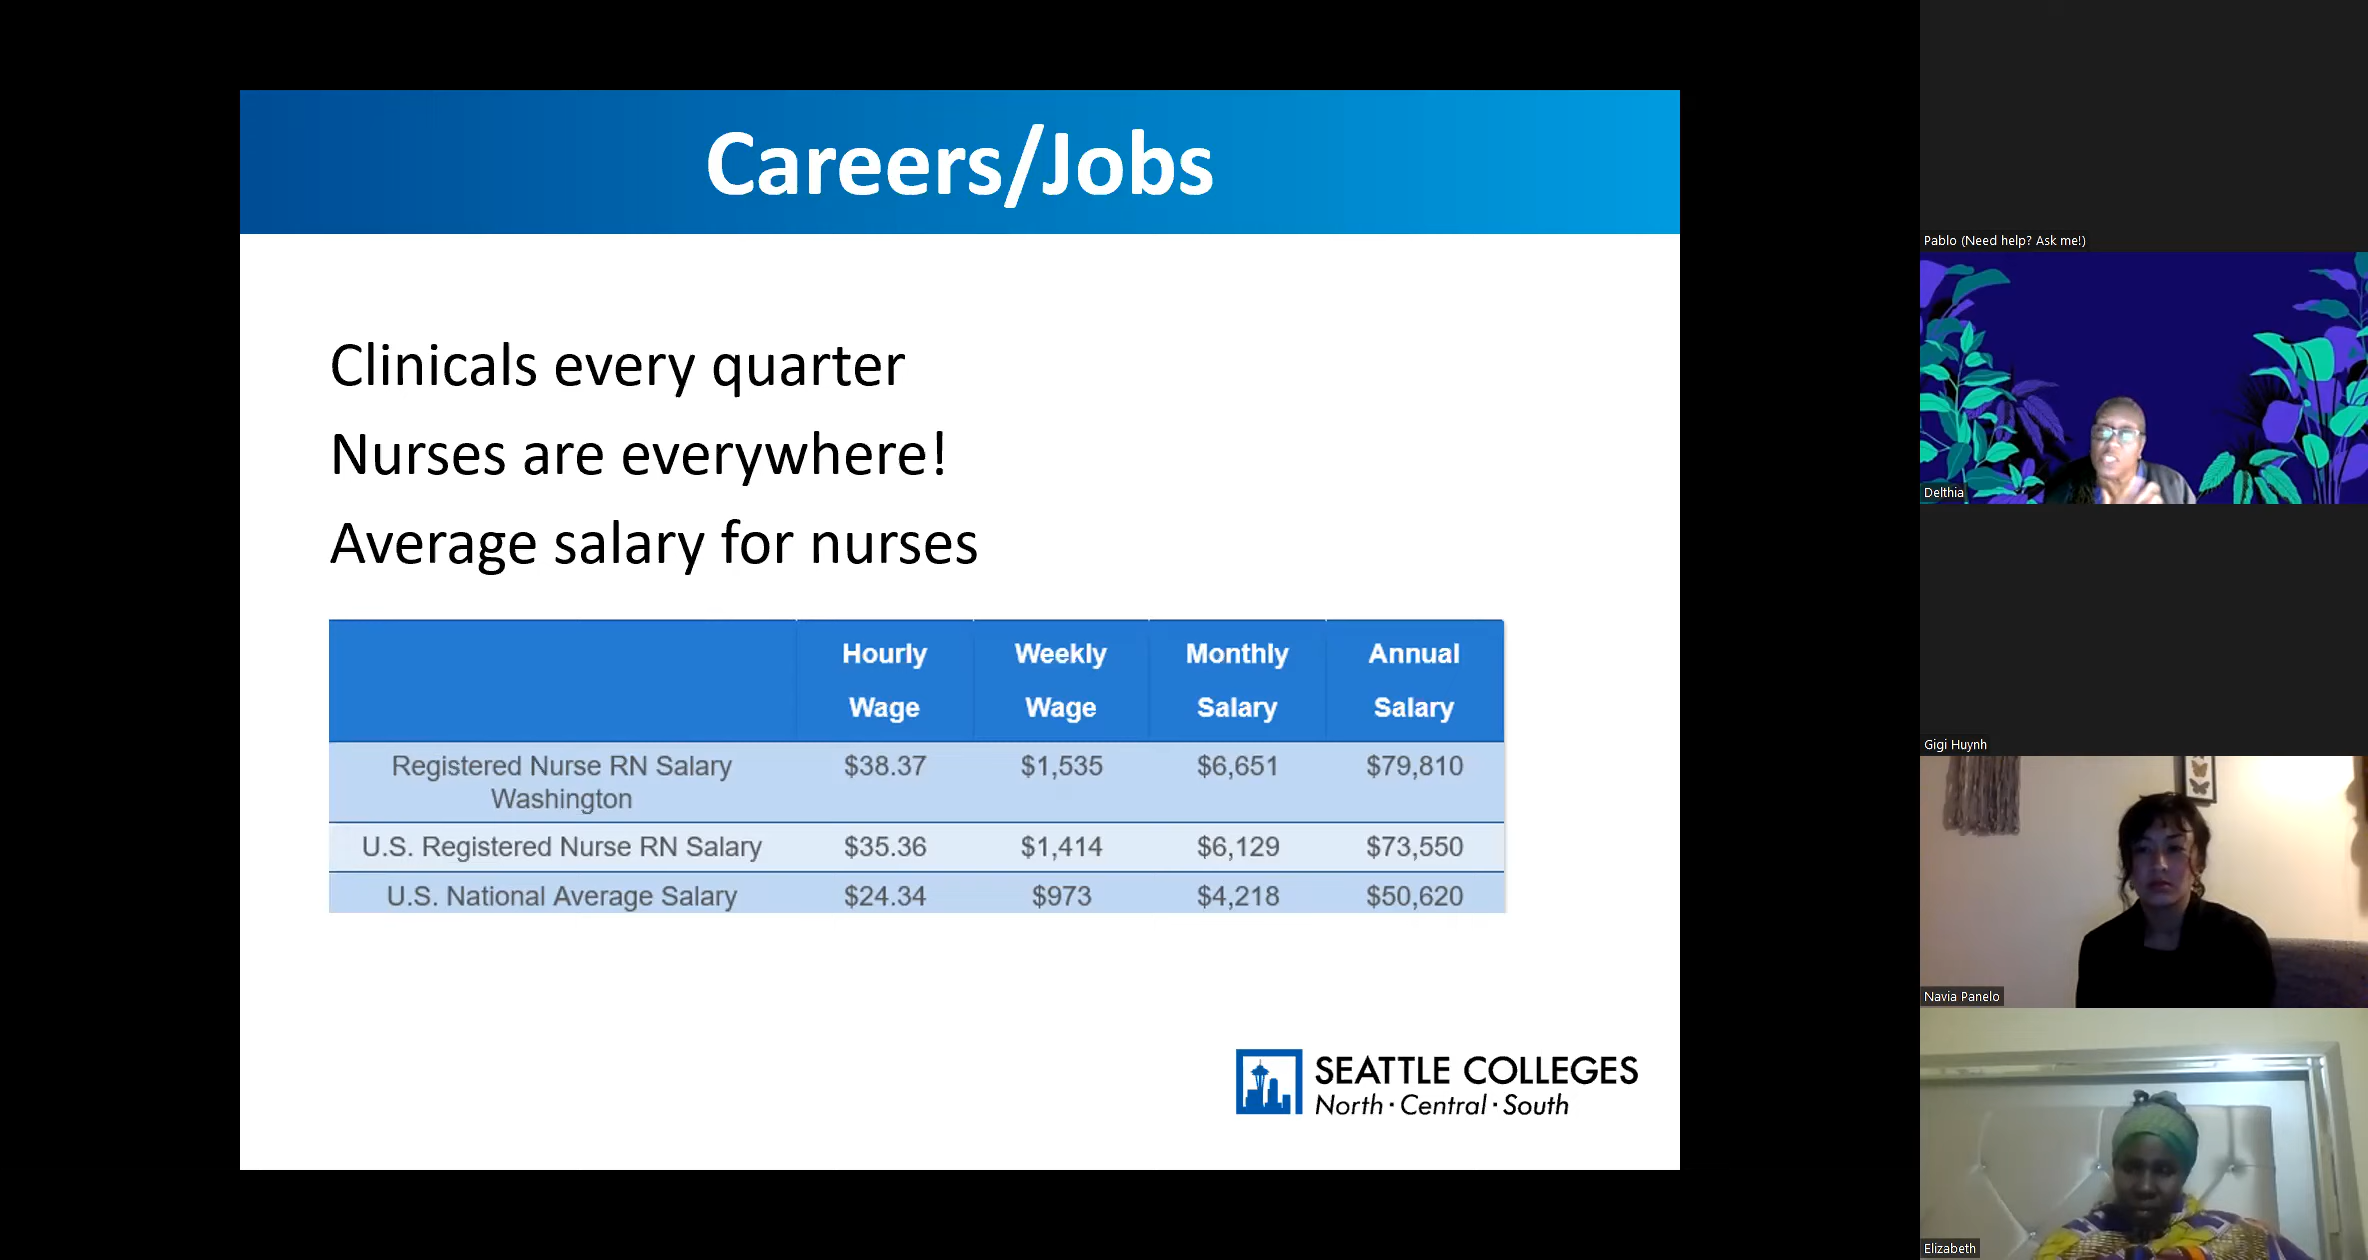 Careers/Jobs
Clinicals every quarter
Nurses are everywhere!
Average salary for nurses
Hourly Wage Weekly Wage Monthly Salary Annual Salary
Registered Nurse RN Salary Washington $38.37 $1,535 $6,651 $79,810
U.S. Registered Nurse RN Salary $35.36 $1,414 $6,129 $73,550
U.S. National Average Salary $24.34 $973 $4,218 $50,620
SEATTLE COLLEGES
North · Central · South
Pablo (Need help? Ask me!)
Delthia
Gigi Huynh
Navia Panelo
Elizabeth